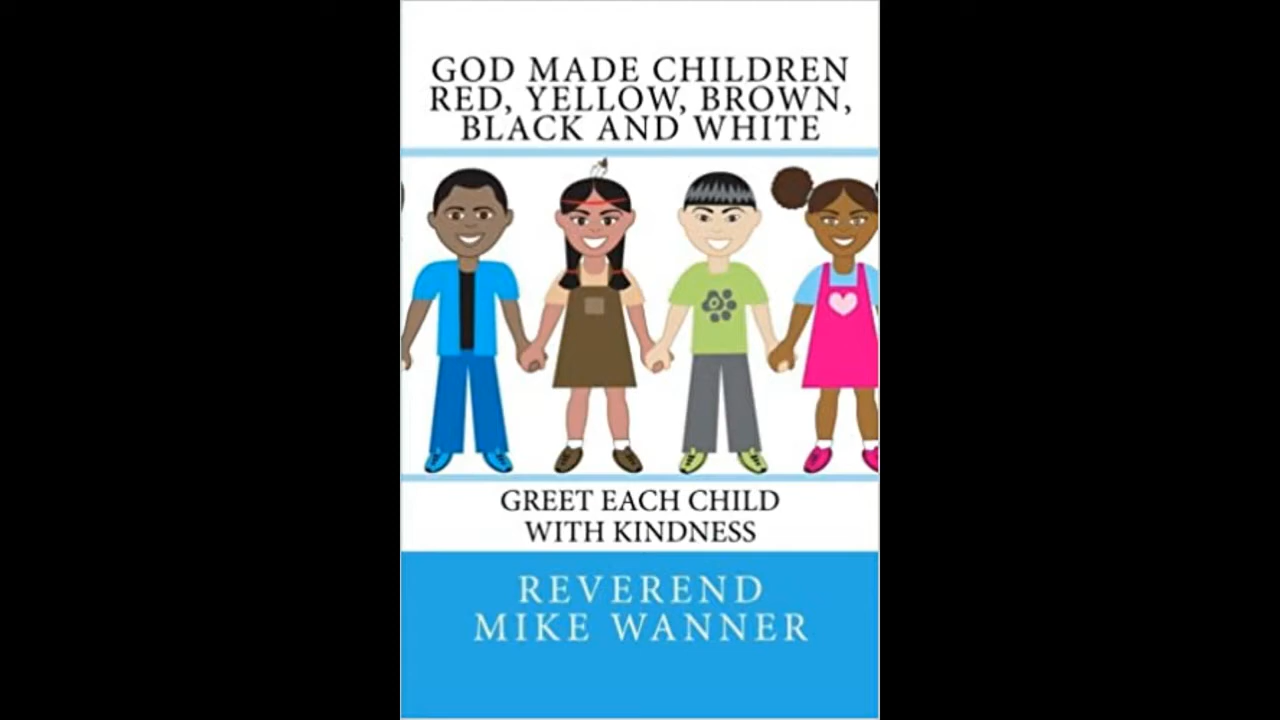 GOD MADE CHILDREN
RED, YELLOW, BROWN,
BLACK AND WHITE
GREET EACH CHILD
WITH KINDNESS
REVEREND
MIKE WANNER